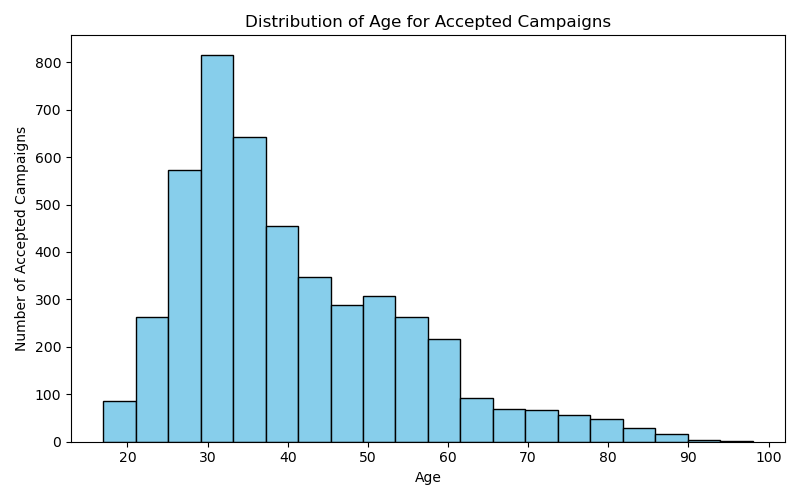 Distribution of Age for Accepted Campaigns
800
700
600
500
400
300
200
100
0
Number of Accepted Campaigns
20 30 40 50 60 70 80 90 100
Age